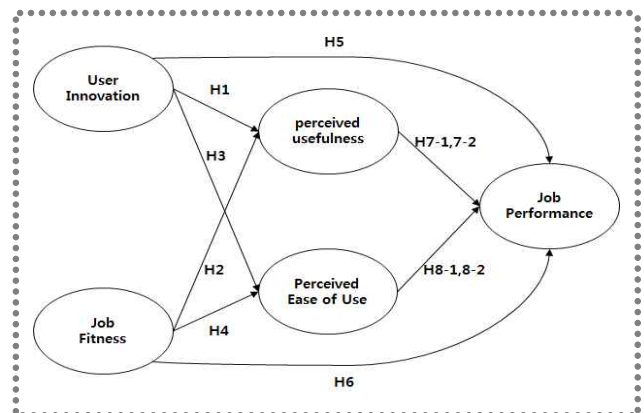 H5
User
Innovation
H1
perceived
usefulness
H3
H7-1,7-2
Job
Performance
H2
Perceived
Ease of Use
H8-1,8-2
Job
Fitness
H4
H6